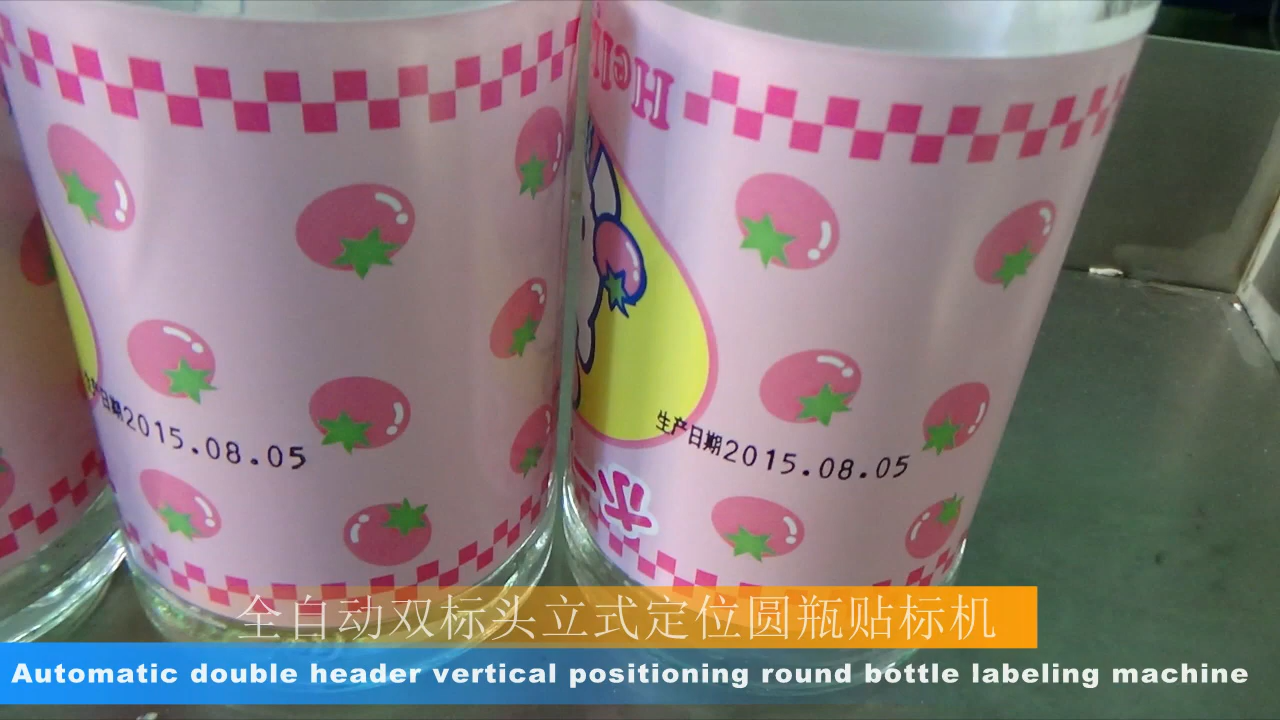 生产日期2015.08.05
生产日期2015.08.05
全自动双标头立式定位圆瓶贴标机
Automatic double header vertical positioning round bottle labeling machine